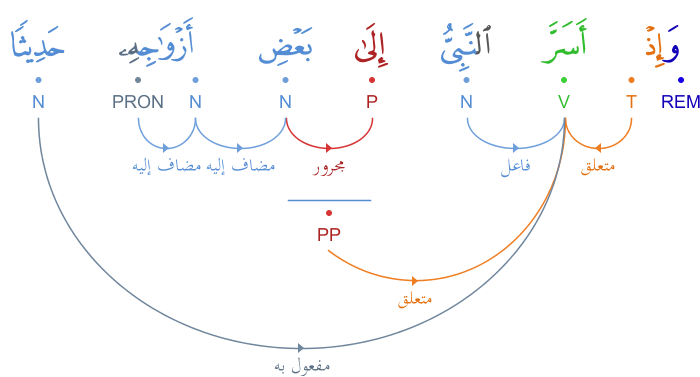 وَإِذْ أَسَرَّ ٱلنَّبِىُّ إِلَىٰ بَعْضِ أَزْوَٰجِهِۦ حَدِيثًا
REM T V N P N N PRON N
متعلق فاعل مجرور مضاف إليه مضاف إليه
PP
متعلق
مفعول به